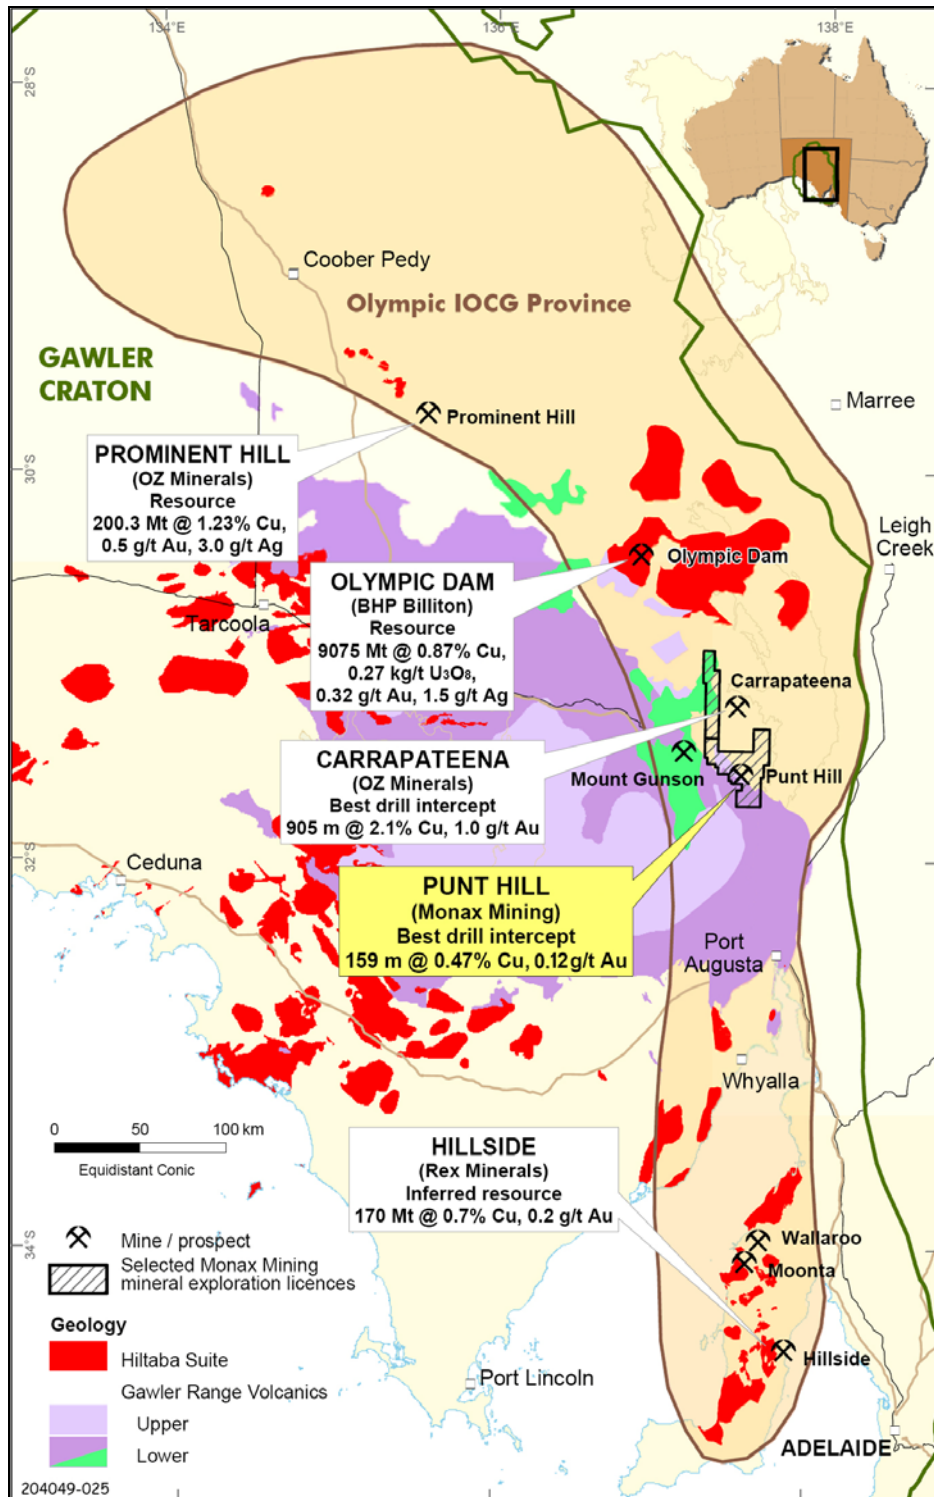 134°E
136°E
138°E
28°S
Coober Pedy
Olympic IOCG Province
GAWLER
CRATON
Marree
Prominent Hill
PROMINENT HILL
(OZ Minerals)
Resource
200.3 Mt @ 1.23% Cu,
0.5 g/t Au, 3.0 g/t Ag
30°S
Leigh
Creek
Olympic Dam
OLYMPIC DAM
(BHP Billiton)
Resource
9075 Mt @ 0.87% Cu,
0.27 kg/t U₃O₈,
0.32 g/t Au, 1.5 g/t Ag
Tarcoola
Carrapateena
CARRAPATEENA
(OZ Minerals)
Best drill intercept
905 m @ 2.1% Cu, 1.0 g/t Au
Mount Gunson
Punt Hill
32°S
Ceduna
PUNT HILL
(Monax Mining)
Best drill intercept
159 m @ 0.47% Cu, 0.12 g/t Au
Port
Augusta
Whyalla
0 50 100 km
Equidistant Conic
HILLSIDE
(Rex Minerals)
Inferred resource
170 Mt @ 0.7% Cu, 0.2 g/t Au
34°S
Wallaroo
Moonta
Hillside
Port Lincoln
ADELAIDE
Mine / prospect
Selected Monax Mining
mineral exploration licences
Geology
Hiltaba Suite
Gawler Range Volcanics
Upper
Lower
204049-025